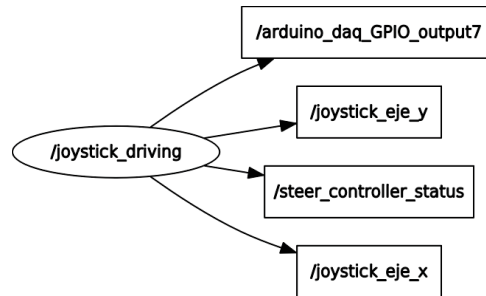 /arduino_daq_GPIO_output7
/joystick_eje_y
/joystick_driving
/steer_controller_status
/joystick_eje_x